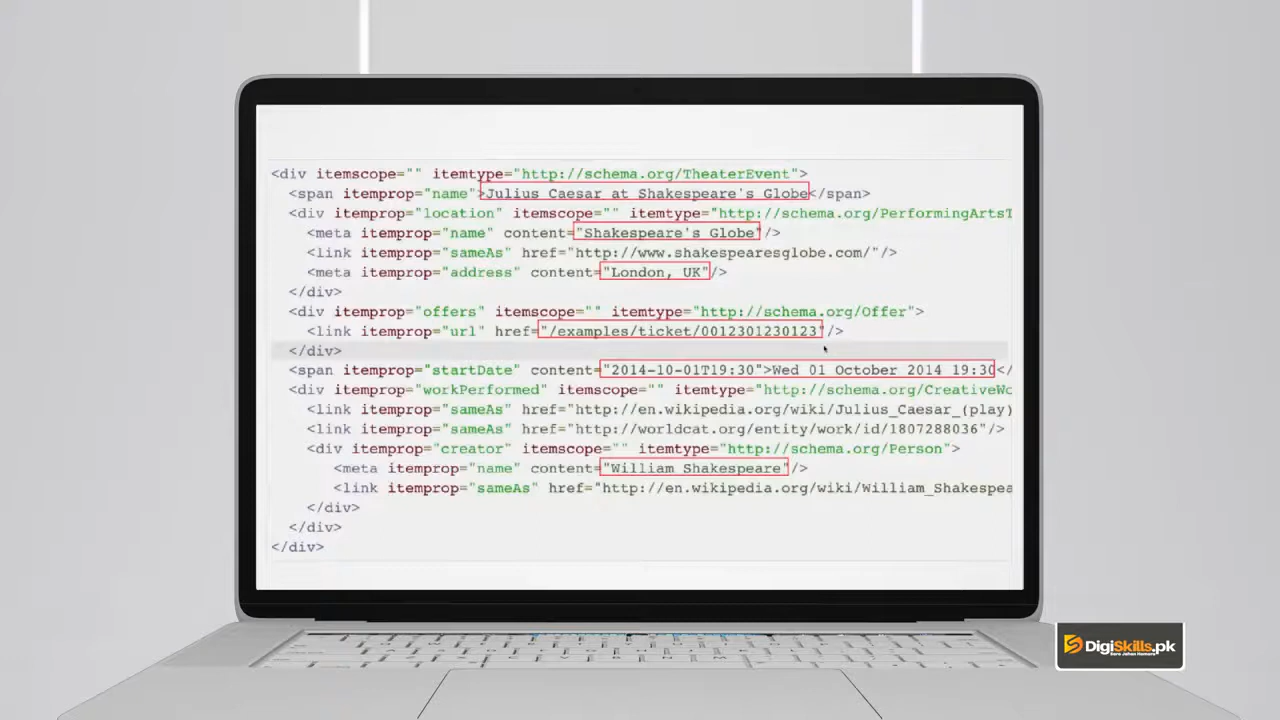 <div itemscope="" itemtype="http://schema.org/TheaterEvent">
<span itemprop="name">Julius Caesar at Shakespeare's Globe</span>
<div itemprop="location" itemscope="" itemtype="http://schema.org/PerformingArtsT
<meta itemprop="name" content="Shakespeare's Globe"/>
<link itemprop="sameAs" href="http://www.shakespearesglobe.com/"/>
<meta itemprop="address" content="London, UK"/>
</div>
<div itemprop="offers" itemscope="" itemtype="http://schema.org/Offer">
<link itemprop="url" href="/examples/ticket/0012301230123"/>
</div>
<span itemprop="startDate" content="2014-10-01T19:30">Wed 01 October 2014 19:30</
<div itemprop="workPerformed" itemscope="" itemtype="http://schema.org/CreativeWo
<link itemprop="sameAs" href="http://en.wikipedia.org/wiki/Julius_Caesar_(play)
<link itemprop="sameAs" href="http://worldcat.org/entity/work/id/1807288036"/>
<div itemprop="creator" itemscope="" itemtype="http://schema.org/Person">
<meta itemprop="name" content="William Shakespeare"/>
<link itemprop="sameAs" href="http://en.wikipedia.org/wiki/William_Shakespea
</div>
</div>
</div>
DigiSkills.pk